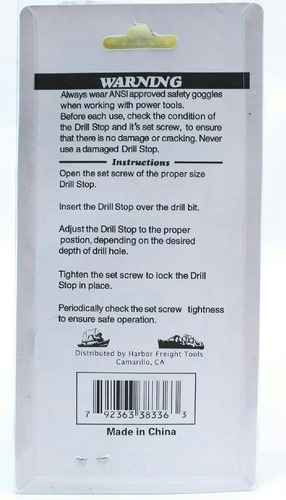 WARNING
Always wear ANSI approved safety goggles
when working with power tools.
Before each use, check the condition of
the Drill Stop and it's set screw, to ensure
that there is no damage or cracking. Never
use a damaged Drill Stop.
Instructions
Open the set screw of the proper size
Drill Stop.
Insert the Drill Stop over the drill bit.
Adjust the Drill Stop to the proper
postion, depending on the desired
depth of drill hole.
Tighten the set screw to lock the Drill
Stop in place.
Periodically check the set screw tightness
to ensure safe operation.
Distributed by Harbor Freight Tools
Camarillo, CA
7 92363 38336 3
Made in China